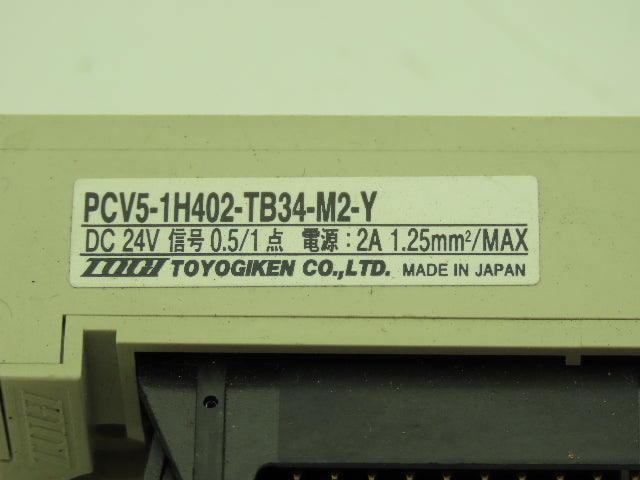 PCV5-1H402-TB34-M2-Y
DC 24V 信号 0.5/1点 電源:2A 1.25mm²/MAX
TOGI TOYOGIKEN CO.,LTD. MADE IN JAPAN
TOGI